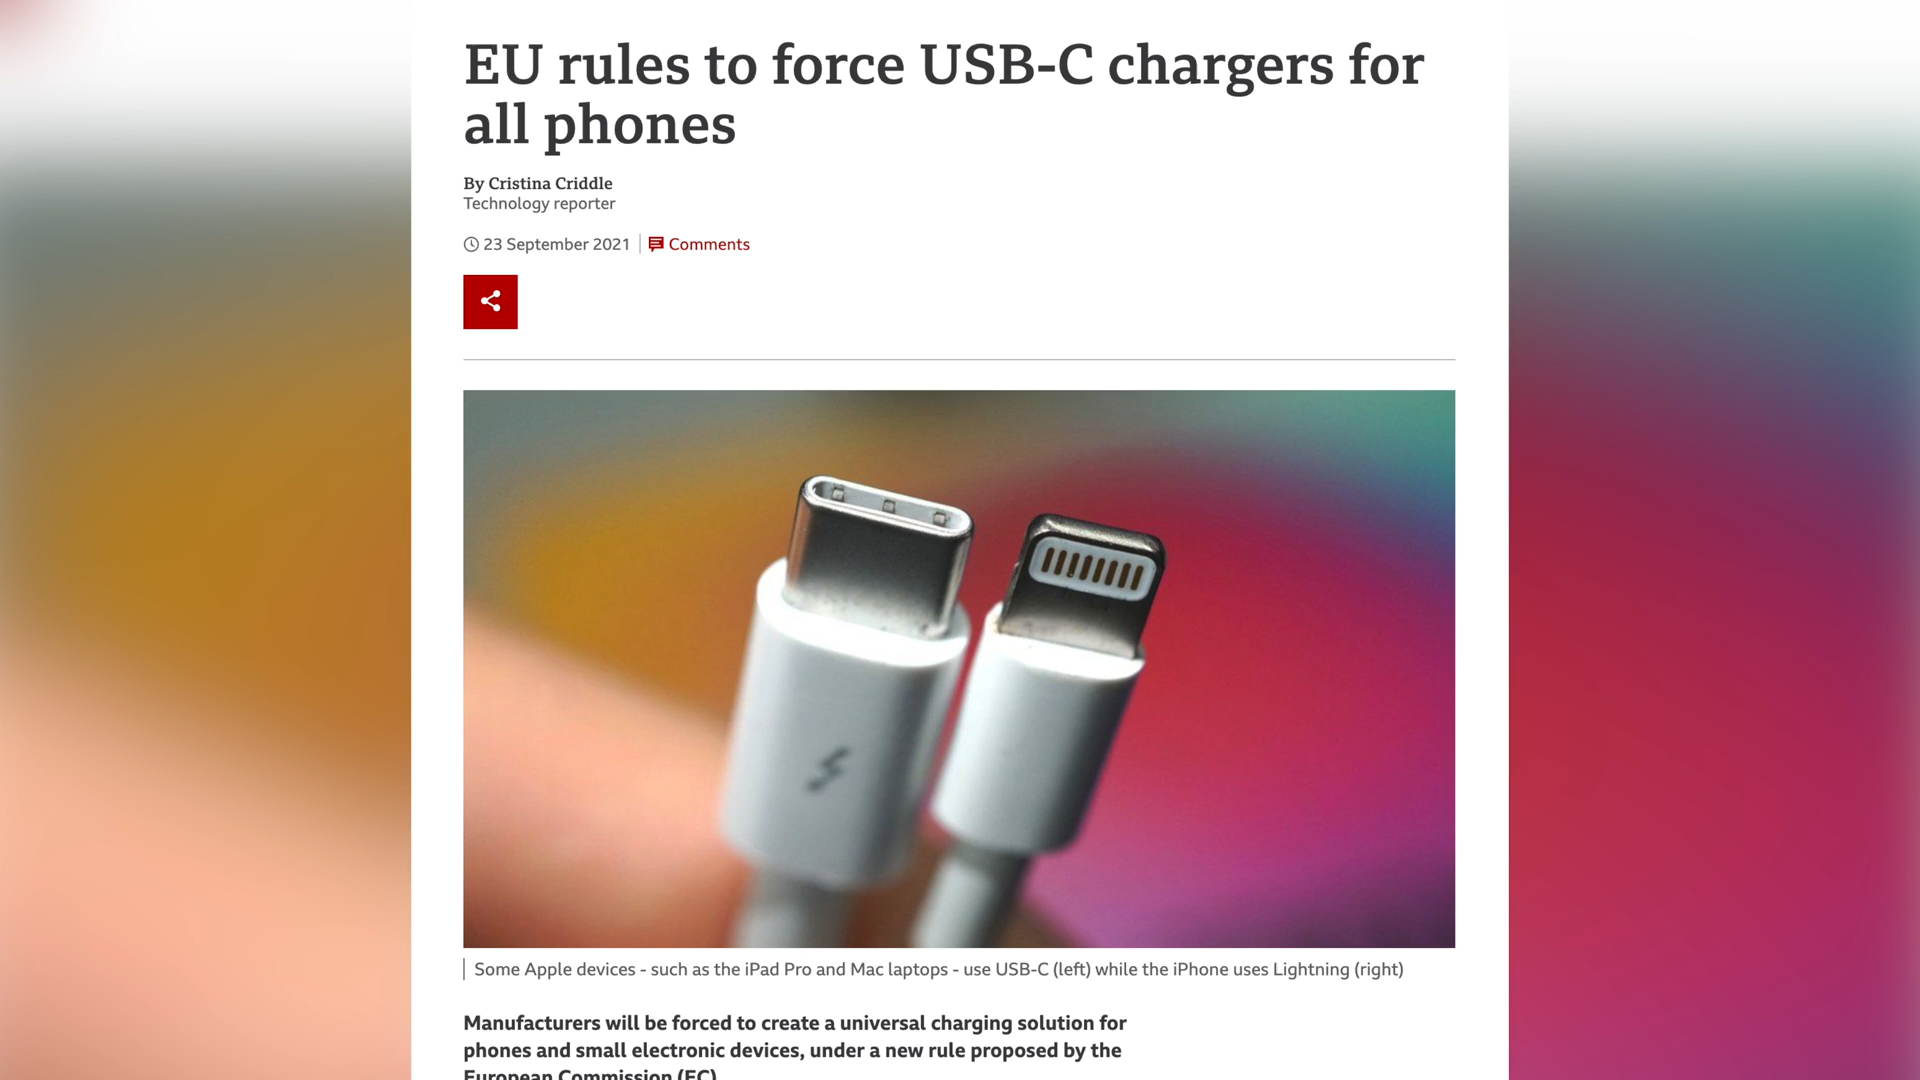 EU rules to force USB-C chargers for
all phones
By Cristina Criddle
Technology reporter
23 September 2021 Comments
Some Apple devices - such as the iPad Pro and Mac laptops - use USB-C (left) while the iPhone uses Lightning (right)
Manufacturers will be forced to create a universal charging solution for
phones and small electronic devices, under a new rule proposed by the
European Commission (EC).